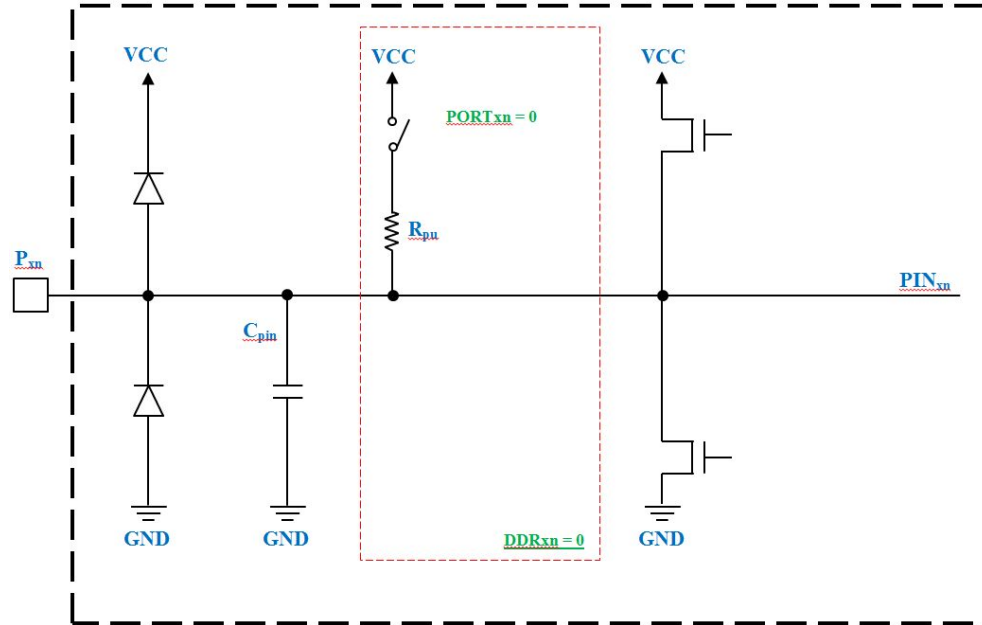 VCC
VCC
VCC
PORTxn = 0
Rpu
Pxn
PINxn
Cpin
GND
GND
DDRxn = 0
GND